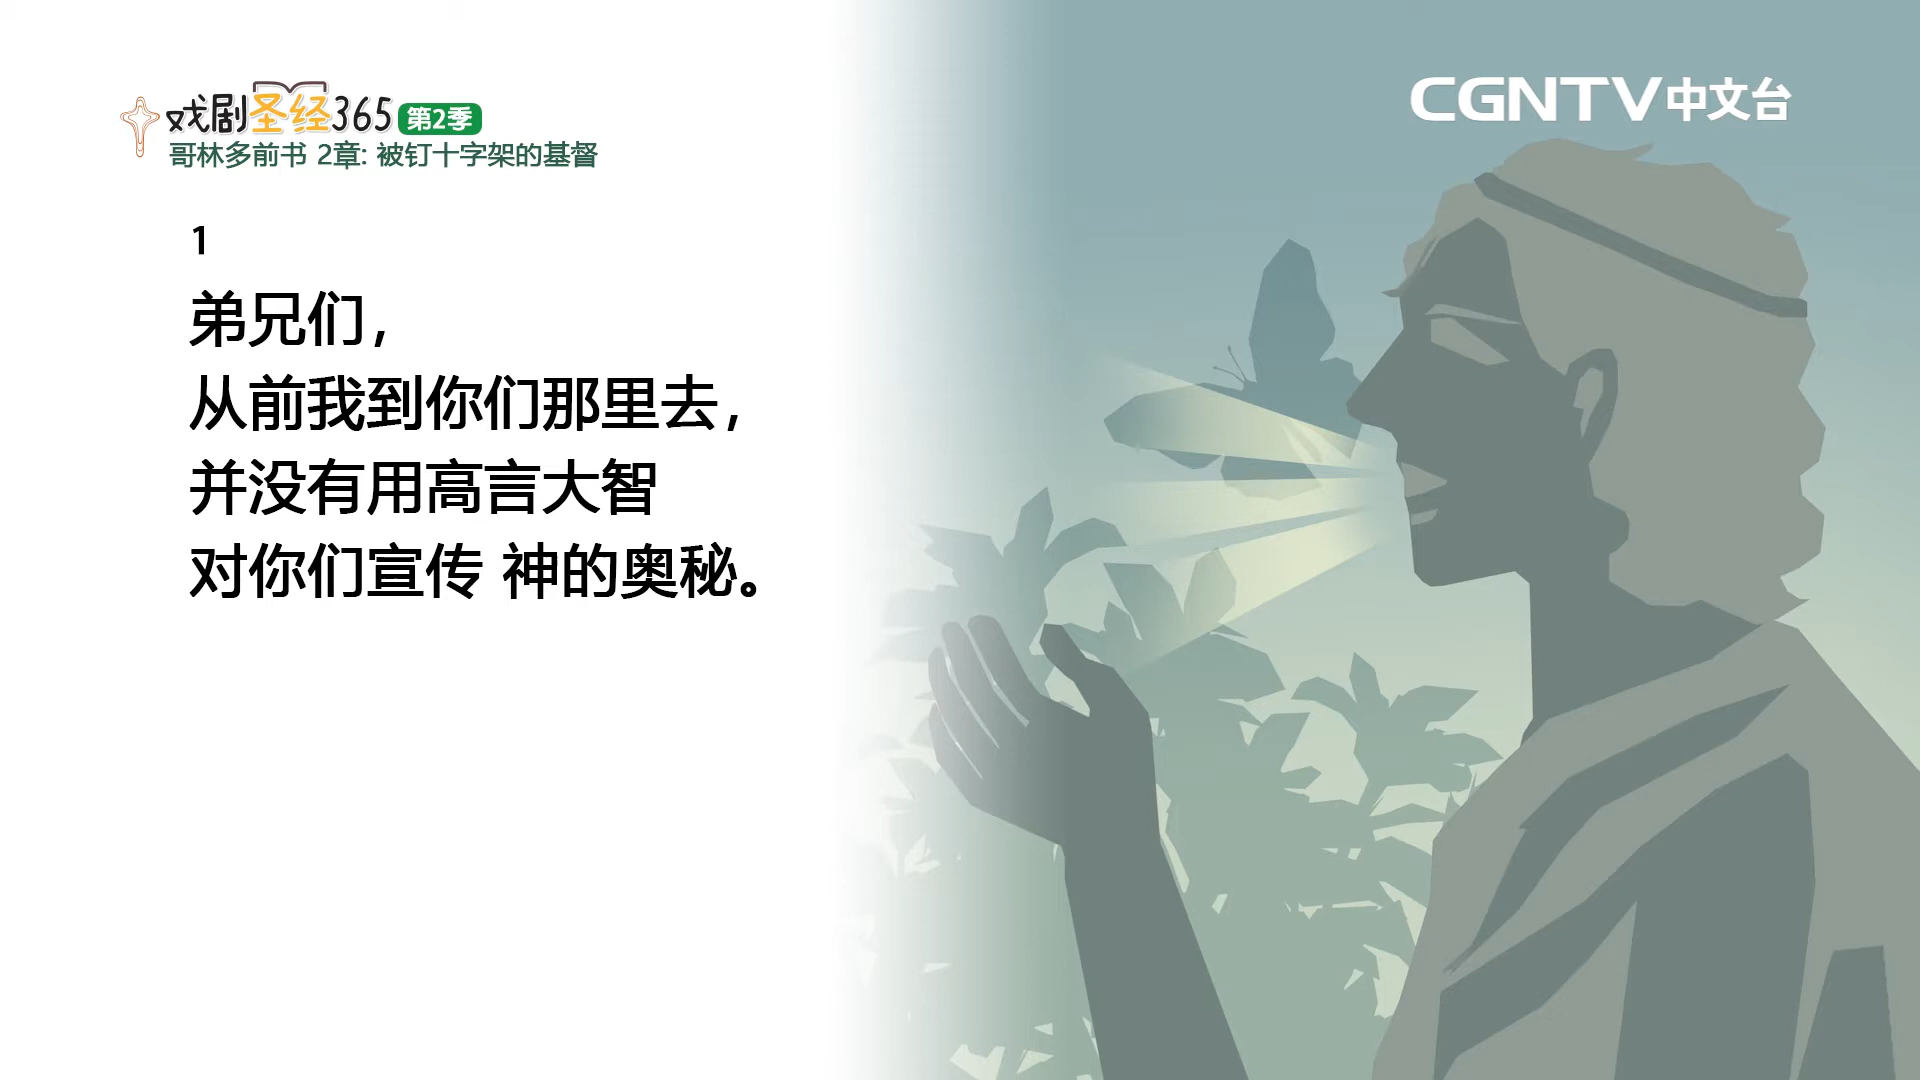 戏剧圣经365 第2季
CGNTV中文台
哥林多前书 2章: 被钉十字架的基督
1
弟兄们，
从前我到你们那里去，
并没有用高言大智
对你们宣传 神的奥秘。